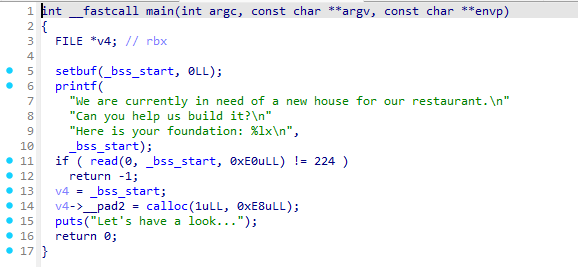 1 int __fastcall main(int argc, const char **argv, const char **envp)
2 {
3 FILE *v4; // rbx
4
5 setbuf(_bss_start, 0LL);
6 printf(
7 "We are currently in need of a new house for our restaurant.\n"
8 "Can you help us build it?\n"
9 "Here is your foundation: %lx\n",
10 _bss_start);
11 if ( read(0, _bss_start, 0xE0uLL) != 224 )
12 return -1;
13 v4 = _bss_start;
14 v4->__pad2 = calloc(1uLL, 0xE8uLL);
15 puts("Let's have a look...");
16 return 0;
17 }